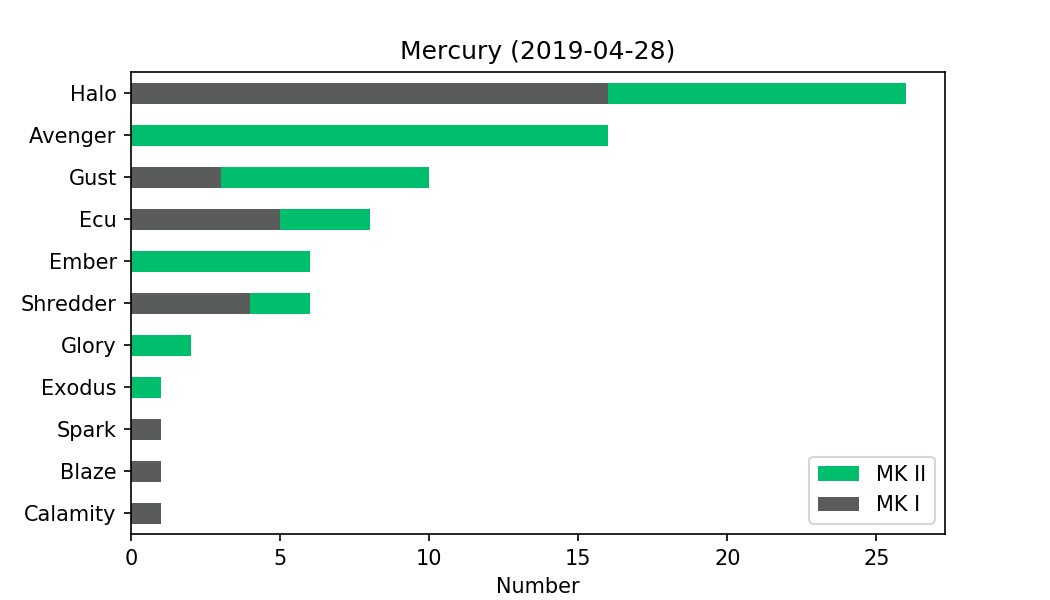 Mercury (2019-04-28)
Halo
Avenger
Gust
Ecu
Ember
Shredder
Glory
Exodus
Spark
Blaze
Calamity
MK II
MK I
0 5 10 15 20 25
Number